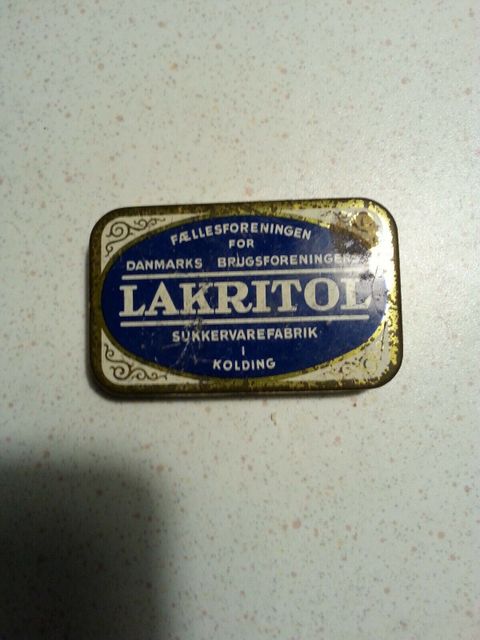 FÆLLESFORENINGEN
FOR
DANMARKS BRUGSFORENINGER
LAKRITOL
SUKKERVAREFABRIK
I
KOLDING